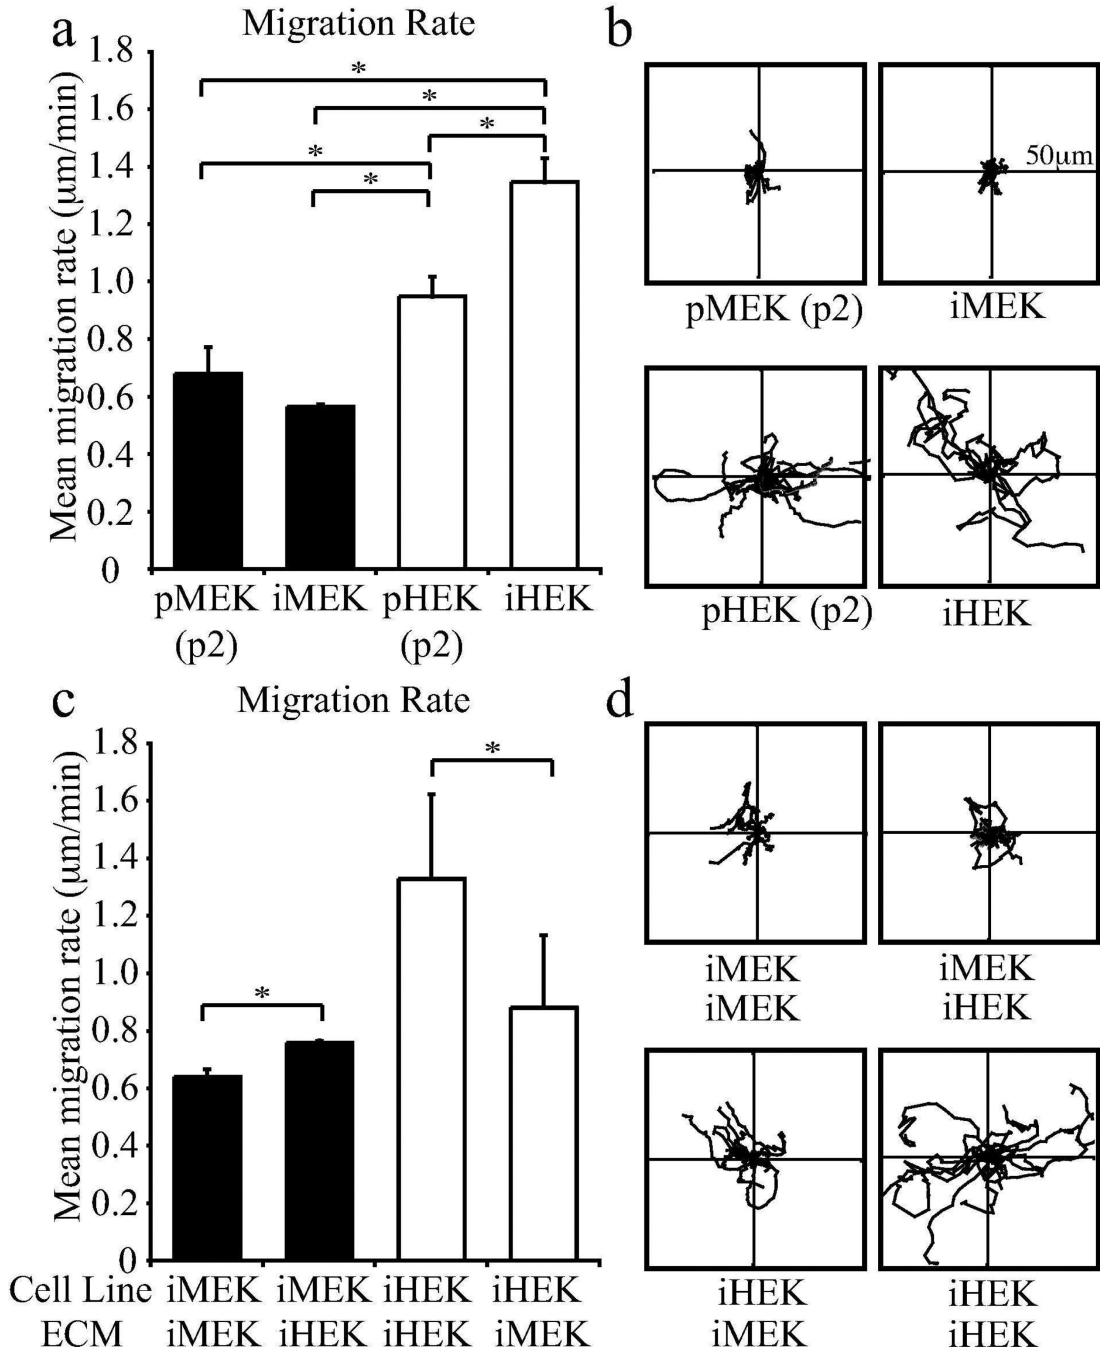 a
Migration Rate
Mean migration rate (μm/min)
1.8
1.6
1.4
1.2
1.0
0.8
0.6
0.4
0.2
0
*
*
*
*
*
pMEK iMEK pHEK iHEK
(p2) (p2)
b
50μm
pMEK (p2) iMEK
pHEK (p2) iHEK
c
Migration Rate
Mean migration rate (μm/min)
1.8
1.6
1.4
1.2
1.0
0.8
0.6
0.4
0.2
0
*
*
Cell Line iMEK iMEK iHEK iHEK
ECM iMEK iHEK iHEK iMEK
d
iMEK iMEK
iMEK iHEK
iHEK iHEK
iMEK iHEK